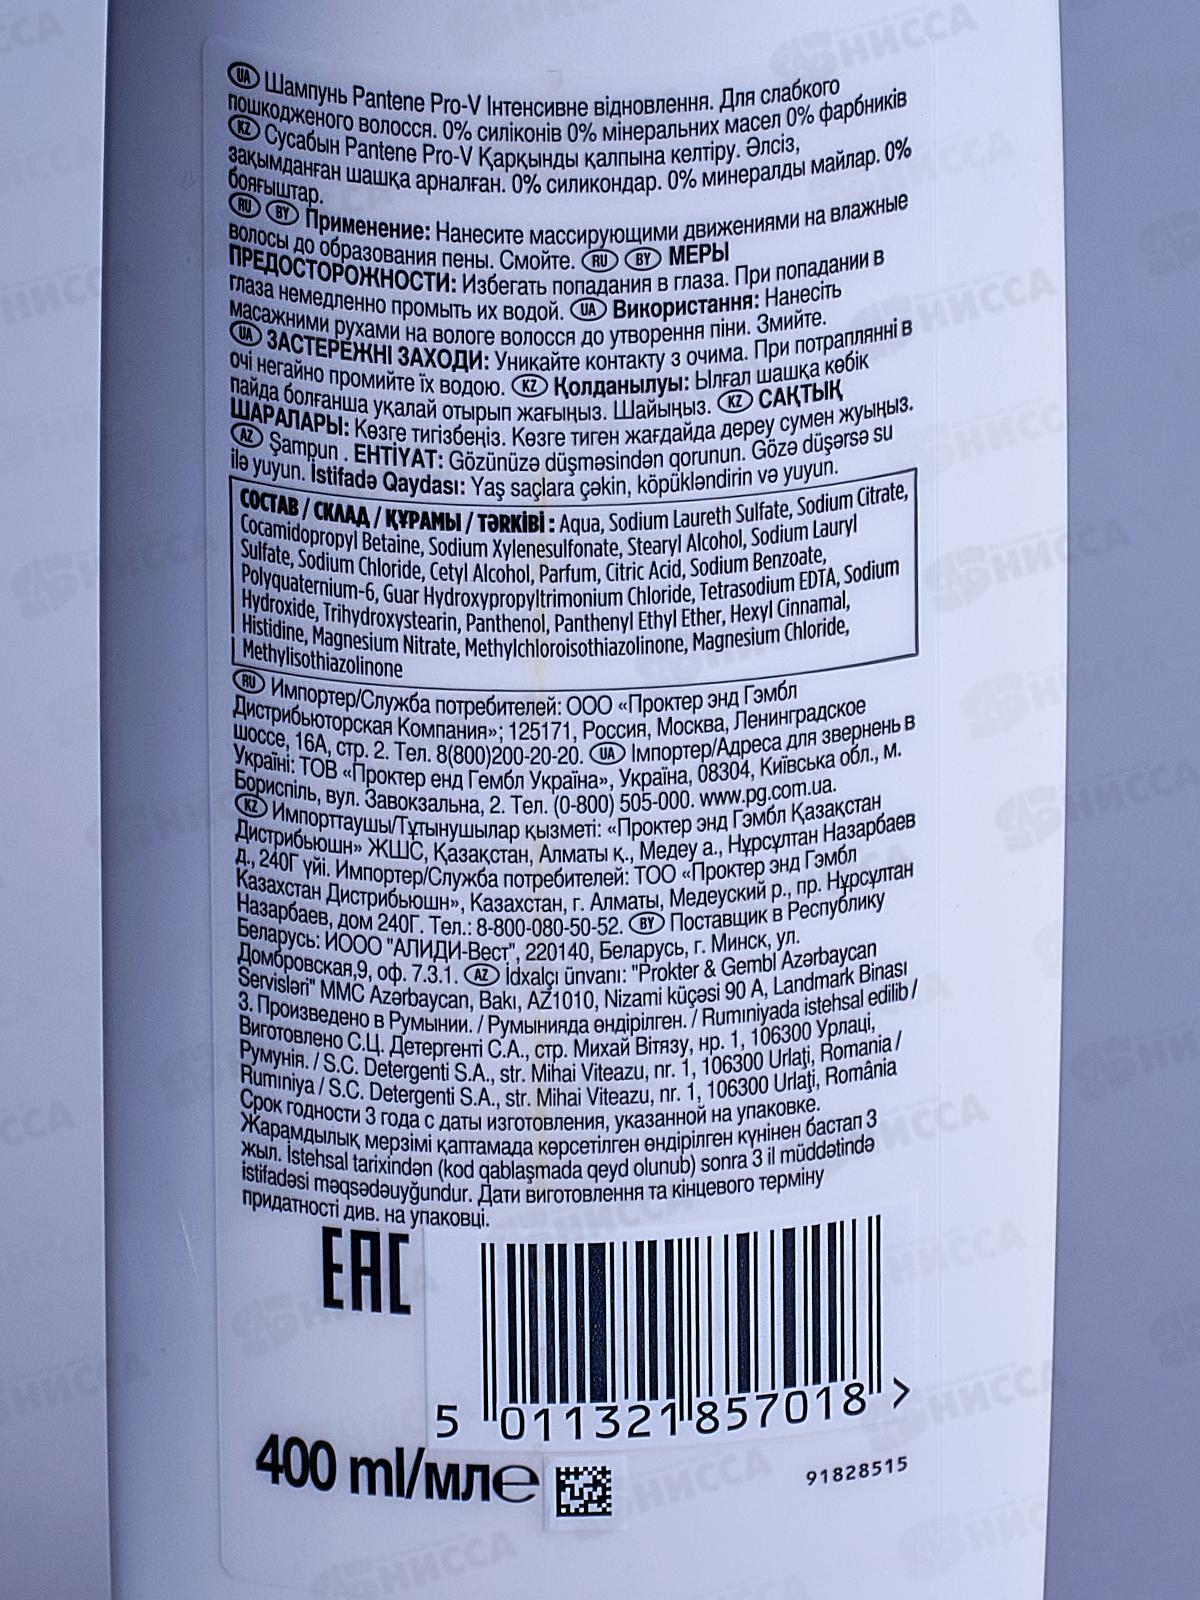 UA Шампунь Pantene Pro-V Інтенсивне відновлення. Для слабкого
пошкодженого волосся. 0% силіконів 0% мінеральних масел 0% фарбників
KZ Сусабын Pantene Pro-V Қарқынды қалпына келтіру. Әлсіз,
зақымданған шашқа арналған. 0% силикондар. 0% минералды майлар. 0%
бояғыштар.
RU BY Применение: Нанесите массирующими движениями на влажные
волосы до образования пены. Смойте. RU BY МЕРЫ
ПРЕДОСТОРОЖНОСТИ: Избегать попадания в глаза. При попадании в
глаза немедленно промыть их водой. UA Використання: Нанесіть
масажними рухами на вологе волосся до утворення піни. Змийте.
UA ЗАСТЕРЕЖНІ ЗАХОДИ: Уникайте контакту з очима. При потраплянні в
очі негайно промийте їх водою. KZ Қолданылуы: Ылғал шашқа көбік
пайда болғанша уқалай отырып жағыңыз. Шайыңыз. KZ САҚТЫҚ
ШАРАЛАРЫ: Көзге тигізбеңіз. Көзге тиген жағдайда дереу сумен жуыңыз.
AZ Şampun . EHTİYAT: Gözünüzə düşməsindən qorunun. Gözə düşərsə su
ilə yuyun. İstifadə Qaydası: Yaş saçlara çəkin, köpükləndirin və yuyun.
СОСТАВ / СКЛАД / ҚҰРАМЫ / TƏRKİBİ : Aqua, Sodium Laureth Sulfate, Sodium Citrate,
Cocamidopropyl Betaine, Sodium Xylenesulfonate, Stearyl Alcohol, Sodium Lauryl
Sulfate, Sodium Chloride, Cetyl Alcohol, Parfum, Citric Acid, Sodium Benzoate,
Polyquaternium-6, Guar Hydroxypropyltrimonium Chloride, Tetrasodium EDTA, Sodium
Hydroxide, Trihydroxystearin, Panthenol, Panthenyl Ethyl Ether, Hexyl Cinnamal,
Histidine, Magnesium Nitrate, Methylchloroisothiazolinone, Magnesium Chloride,
Methylisothiazolinone
RU Импортер/Служба потребителей: ООО «Проктер энд Гэмбл
Дистрибьюторская Компания»; 125171, Россия, Москва, Ленинградское
шоссе, 16А, стр. 2. Тел. 8(800)200-20-20. UA Імпортер/Адреса для звернень в
Україні: ТОВ «Проктер енд Гембл Україна», Україна, 08304, Київська обл., м.
Бориспіль, вул. Завокзальна, 2. Тел. (0-800) 505-000. www.pg.com.ua.
KZ Импорттаушы/Тұтынушылар қызметі: «Проктер энд Гэмбл Қазақстан
Дистрибьюшн» ЖШС, Қазақстан, Алматы қ., Медеу а., Нұрсұлтан Назарбаев
д., 240Г үйі. Импортер/Служба потребителей: ТОО «Проктер энд Гэмбл
Казахстан Дистрибьюшн», Казахстан, г. Алматы, Медеуский р., пр. Нұрсұлтан
Назарбаев, дом 240Г. Тел.: 8-800-080-50-52. BY Поставщик в Республику
Беларусь: ИООО "АЛИДИ-Вест", 220140, Беларусь, г. Минск, ул.
Домбровская,9, оф. 7.3.1. AZ İdxalçı ünvanı: "Prokter & Gembl Azərbaycan
Servisləri" MMC Azərbaycan, Bakı, AZ1010, Nizami küçəsi 90 A, Landmark Binası
3. Произведено в Румынии. / Румынияда өндірілген. / Rumıniyada istehsal edilib /
Виготовлено С.Ц. Детергенті С.А., стр. Михай Вітязу, нр. 1, 106300 Урлаці,
Румунія. / S.C. Detergenti S.A., str. Mihai Viteazu, nr. 1, 106300 Urlaţi, Romania /
Rumıniya / S.C. Detergenti S.A., str. Mihai Viteazu, nr. 1, 106300 Urlaţi, România
Срок годности 3 года с даты изготовления, указанной на упаковке.
Жарамдылық мерзімі қаптамада көрсетілген өндірілген күнінен бастап 3
жыл. İstehsal tarixindən (kod qablaşmada qeyd olunub) sonra 3 il müddətində
istifadəsi məqsədəuyğundur. Дати виготовлення та кінцевого терміну
придатності див. на упаковці.
EAC
5 011321 857018 >
400 ml/мл℮
91828515
НИССА